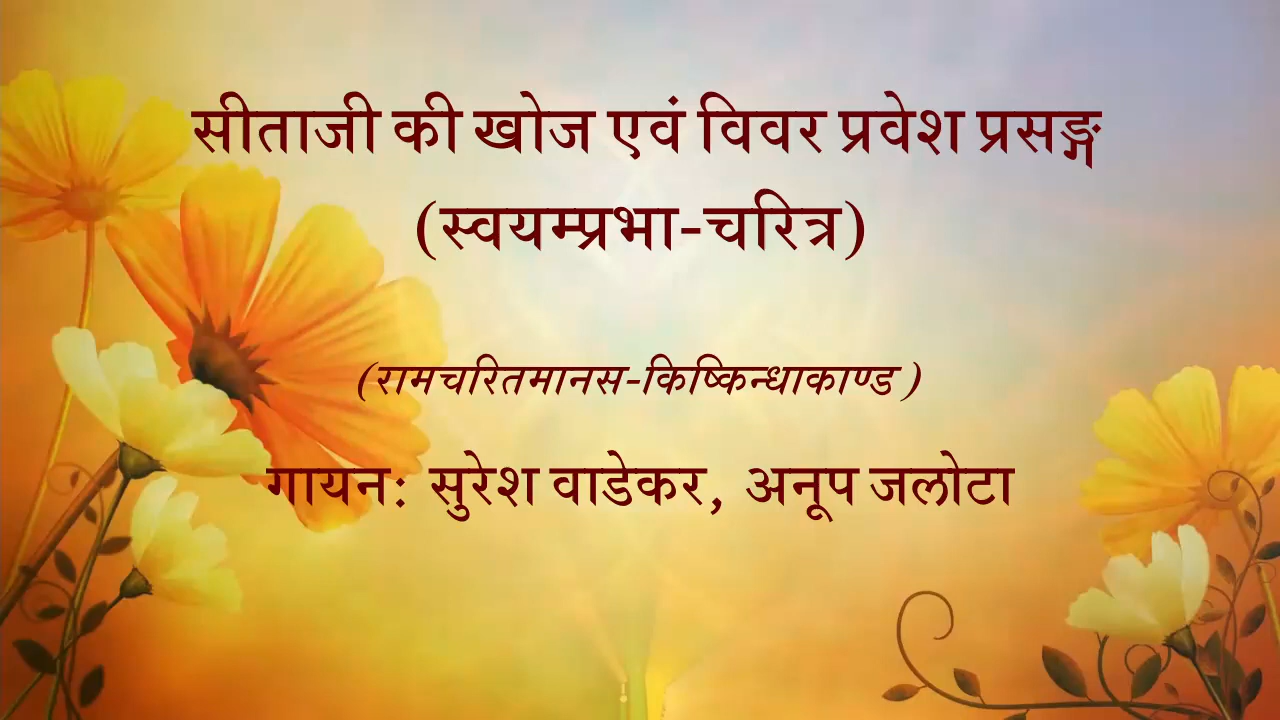 सीताजी की खोज एवं विवर प्रवेश प्रसङ्ग
(स्वयम्प्रभा-चरित्र)
(रामचरितमानस-किष्किन्धाकाण्ड )
गायन: सुरेश वाडेकर, अनूप जलोटा